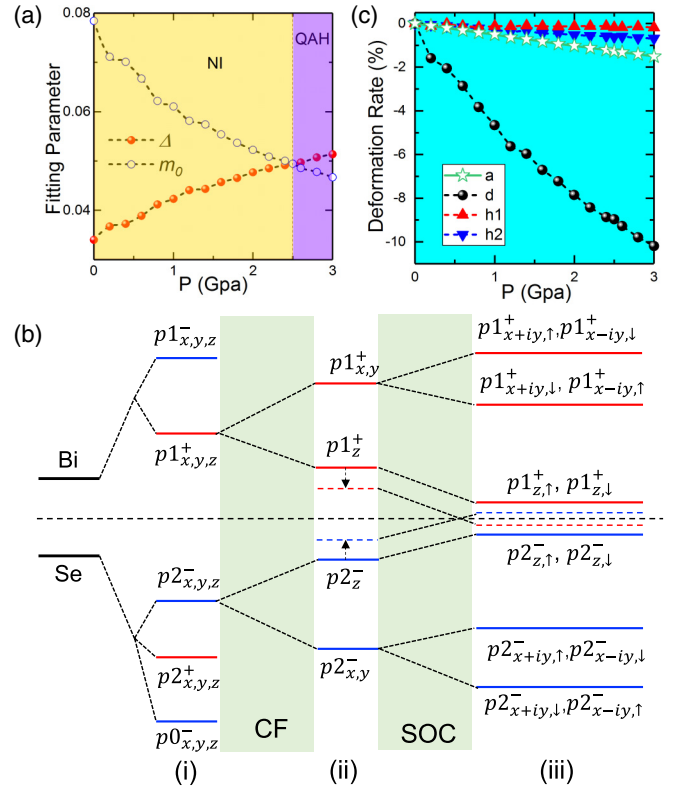 (a)
0.08
0.06
0.04
Fitting Parameter
NI
QAH
Δ
m₀
0 1 2 3
P (Gpa)
(c)
0
-2
-4
-6
-8
-10
Deformation Rate (%)
a
d
h1
h2
0 1 2 3
P (Gpa)
(b)
Bi
Se
p1⁻x,y,z
p1⁺x,y,z
p2⁻x,y,z
p2⁺x,y,z
p0⁻x,y,z
CF
p1⁺x,y
p1⁺z
p2⁻z
p2⁻x,y
SOC
p1⁺x+iy,↑, p1⁺x−iy,↓
p1⁺x+iy,↓, p1⁺x−iy,↑
p1⁺z,↑, p1⁺z,↓
p2⁻z,↑, p2⁻z,↓
p2⁻x+iy,↑, p2⁻x−iy,↓
p2⁻x+iy,↓, p2⁻x−iy,↑
(i)
(ii)
(iii)